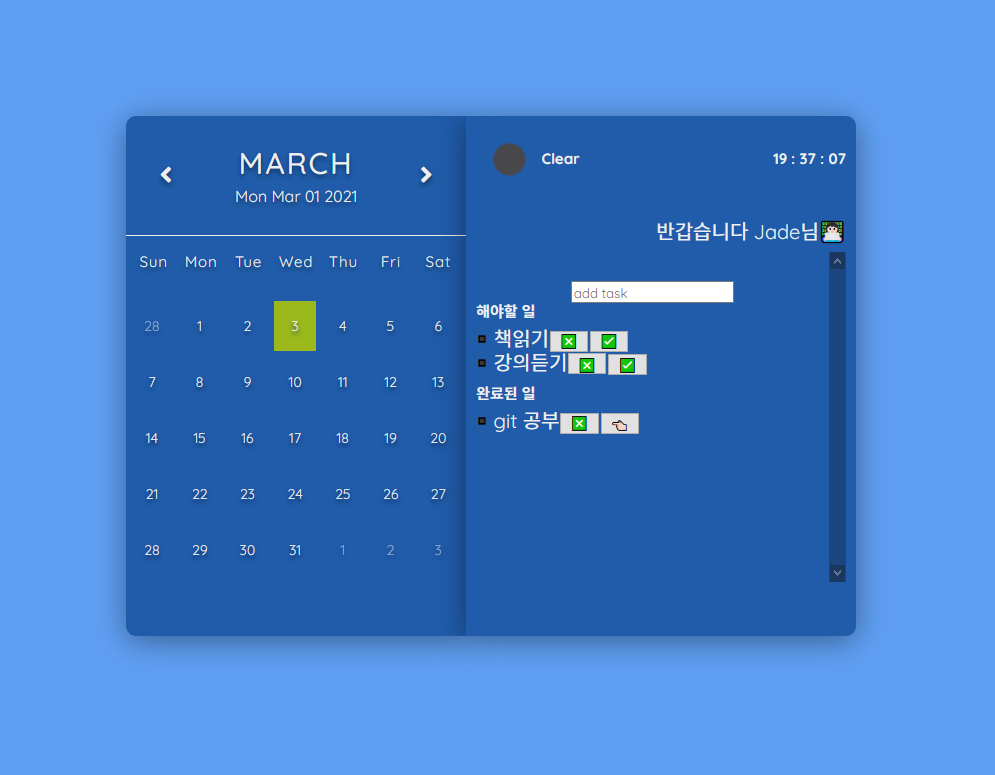 MARCH
Mon Mar 01 2021
Sun Mon Tue Wed Thu Fri Sat
28 1 2 3 4 5 6
7 8 9 10 11 12 13
14 15 16 17 18 19 20
21 22 23 24 25 26 27
28 29 30 31 1 2 3
Clear 19 : 37 : 07
반갑습니다 Jade님
add task
해야할 일
책읽기
강의듣기
완료된 일
git 공부